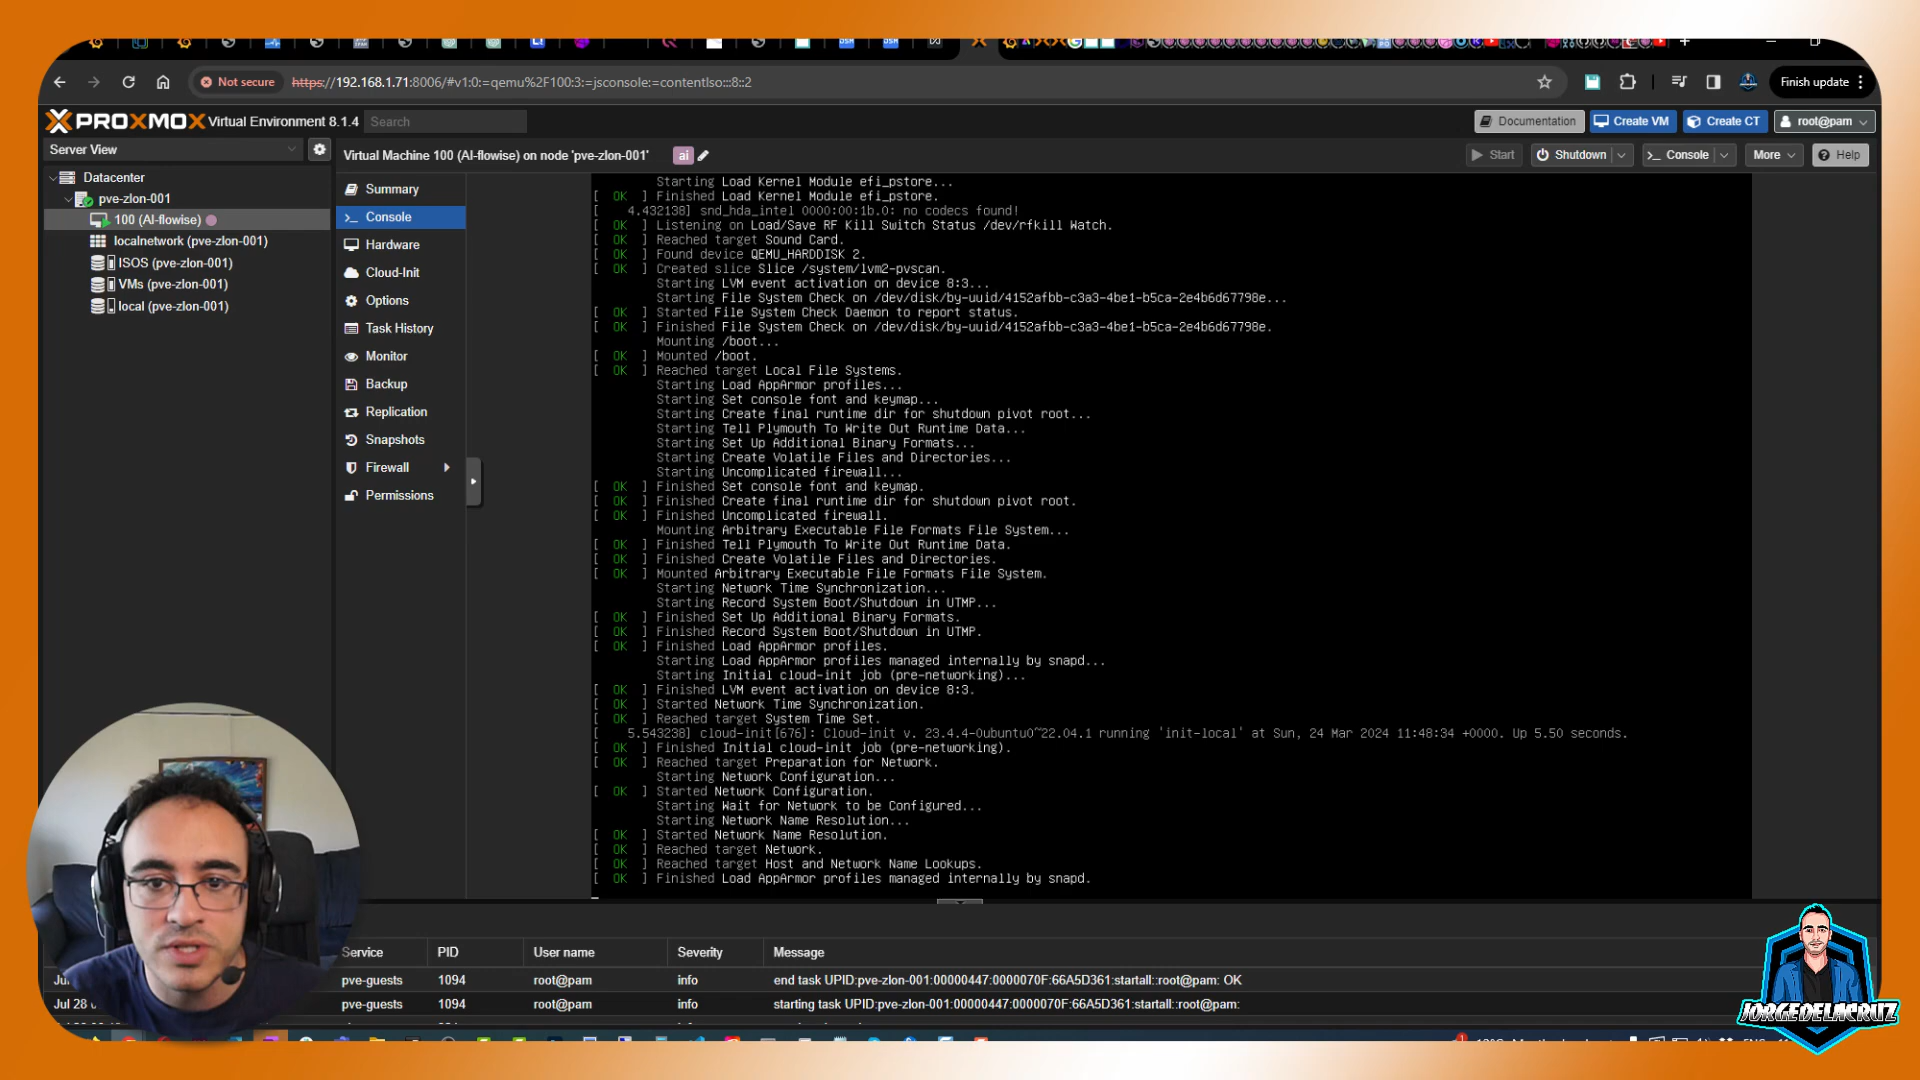 Not secure https://192.168.1.71:8006/#v1:0:=qemu%2F100:3:=jsconsole:=contentIso:::8::2 Finish update
PROXMOX Virtual Environment 8.1.4 Search Documentation Create VM Create CT root@pam
Server View
Virtual Machine 100 (AI-flowise) on node 'pve-zlon-001' ai Start Shutdown Console More Help
Datacenter
pve-zlon-001
100 (AI-flowise)
localnetwork (pve-zlon-001)
ISOS (pve-zlon-001)
VMs (pve-zlon-001)
local (pve-zlon-001)
Summary
Console
Hardware
Cloud-Init
Options
Task History
Monitor
Backup
Replication
Snapshots
Firewall
Permissions
Starting Load Kernel Module efi_pstore...
[ OK ] Finished Load Kernel Module efi_pstore.
[ 4.432138] snd_hda_intel 0000:00:1b.0: no codecs found!
[ OK ] Listening on Load/Save RF Kill Switch Status /dev/rfkill Watch.
[ OK ] Reached target Sound Card.
[ OK ] Found device QEMU_HARDDISK 2.
[ OK ] Created slice Slice /system/lvm2-pvscan.
Starting LVM event activation on device 8:3...
Starting File System Check on /dev/disk/by-uuid/4152afbb-c3a3-4be1-b5ca-2e4b6d67798e...
[ OK ] Started File System Check Daemon to report status.
[ OK ] Finished File System Check on /dev/disk/by-uuid/4152afbb-c3a3-4be1-b5ca-2e4b6d67798e.
Mounting /boot...
[ OK ] Mounted /boot.
[ OK ] Reached target Local File Systems.
Starting Load AppArmor profiles...
Starting Set console font and keymap...
Starting Create final runtime dir for shutdown pivot root...
Starting Tell Plymouth To Write Out Runtime Data...
Starting Set Up Additional Binary Formats...
Starting Create Volatile Files and Directories...
Starting Uncomplicated firewall...
[ OK ] Finished Set console font and keymap.
[ OK ] Finished Create final runtime dir for shutdown pivot root.
[ OK ] Finished Uncomplicated firewall.
Mounting Arbitrary Executable File Formats File System...
[ OK ] Finished Tell Plymouth To Write Out Runtime Data.
[ OK ] Finished Create Volatile Files and Directories.
[ OK ] Mounted Arbitrary Executable File Formats File System.
Starting Network Time Synchronization...
Starting Record System Boot/Shutdown in UTMP...
[ OK ] Finished Set Up Additional Binary Formats.
[ OK ] Finished Record System Boot/Shutdown in UTMP.
[ OK ] Finished Load AppArmor profiles.
Starting Load AppArmor profiles managed internally by snapd...
Starting Initial cloud-init job (pre-networking)...
[ OK ] Finished LVM event activation on device 8:3.
[ OK ] Started Network Time Synchronization.
[ OK ] Reached target System Time Set.
[ 5.543238] cloud-init[676]: Cloud-init v. 23.4.4-0ubuntu0~22.04.1 running 'init-local' at Sun, 24 Mar 2024 11:48:34 +0000. Up 5.50 seconds.
[ OK ] Finished Initial cloud-init job (pre-networking).
[ OK ] Reached target Preparation for Network.
Starting Network Configuration...
[ OK ] Started Network Configuration.
Starting Wait for Network to be Configured...
Starting Network Name Resolution...
[ OK ] Started Network Name Resolution.
[ OK ] Reached target Network.
[ OK ] Reached target Host and Network Name Lookups.
[ OK ] Finished Load AppArmor profiles managed internally by snapd.
Service PID User name Severity Message
pve-guests 1094 root@pam info end task UPID:pve-zlon-001:00000447:0000070F:66A5D361:startall::root@pam: OK
Jul 28 pve-guests 1094 root@pam info starting task UPID:pve-zlon-001:00000447:0000070F:66A5D361:startall::root@pam:
JORGEDELACRUZ